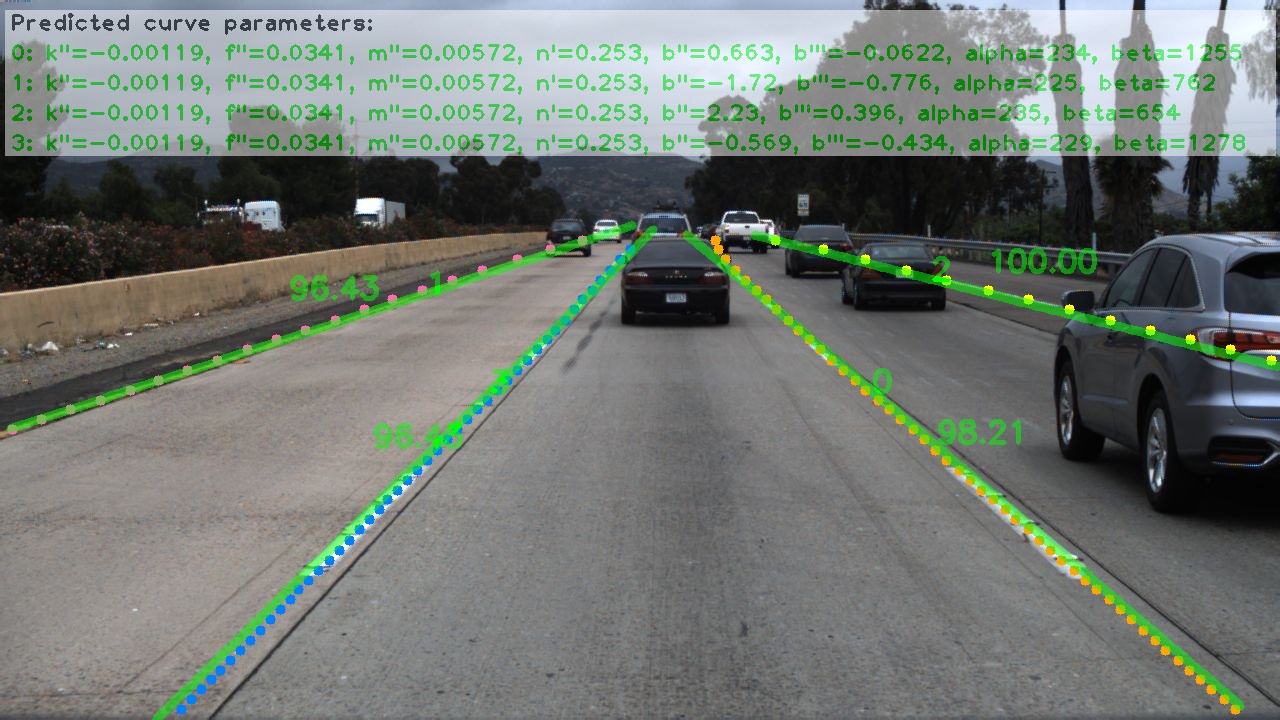 Predicted curve parameters:
0: k''=-0.00119, f''=0.0341, m''=0.00572, n'=0.253, b''=0.663, b'''=-0.0622, alpha=234, beta=1255
1: k''=-0.00119, f''=0.0341, m''=0.00572, n'=0.253, b''=-1.72, b'''=-0.776, alpha=225, beta=762
2: k''=-0.00119, f''=0.0341, m''=0.00572, n'=0.253, b''=2.23, b'''=0.396, alpha=235, beta=654
3: k''=-0.00119, f''=0.0341, m''=0.00572, n'=0.253, b''=-0.569, b'''=-0.434, alpha=229, beta=1278
2 100.00
96.43 1
0
98.21